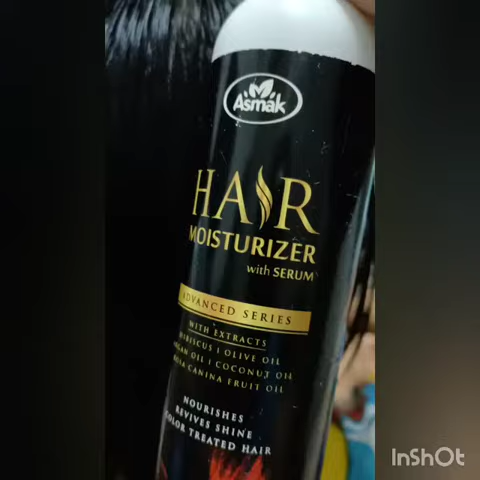 Asmak
HAIR
MOISTURIZER
with SERUM
ADVANCED SERIES
WITH EXTRACTS
HIBISCUS | OLIVE OIL
ARGAN OIL | COCONUT OIL
ROSA CANINA FRUIT OIL
NOURISHES
REVIVES SHINE
COLOR TREATED HAIR
InShOt